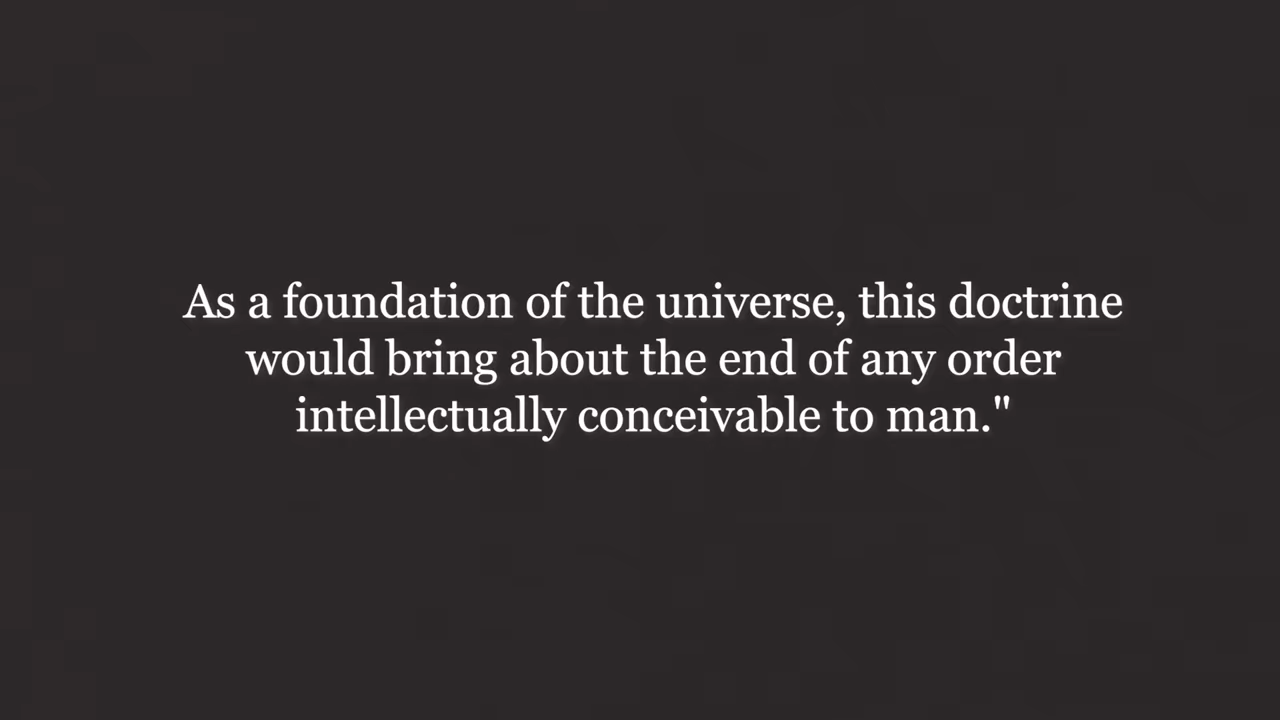 As a foundation of the universe, this doctrine
would bring about the end of any order
intellectually conceivable to man."